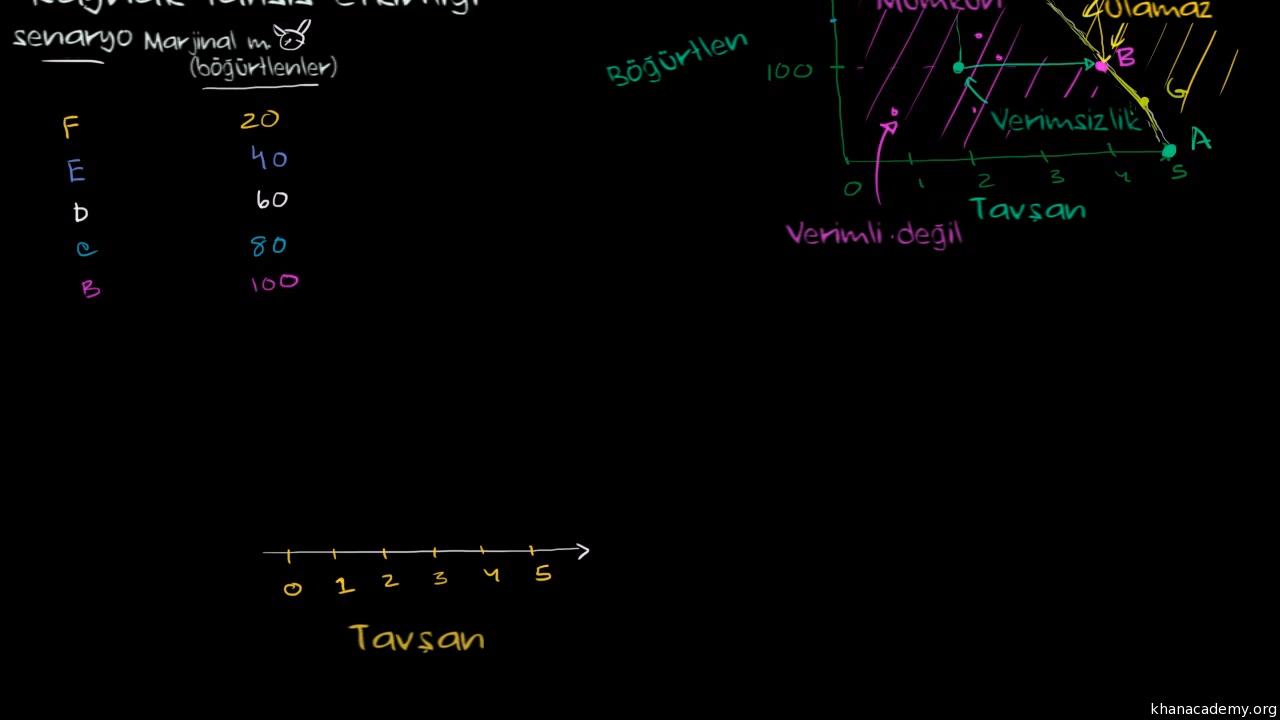 senaryo Marjinal m.
(böğürtlenler)
F 20
E 40
D 60
C 80
B 100
0 1 2 3 4 5
Tavşan
Mümkün
Olamaz
Böğürtlen
100
B
G
Verimsizlik
A
0 1 2 3 4 5
Tavşan
Verimli değil
khanacademy.org